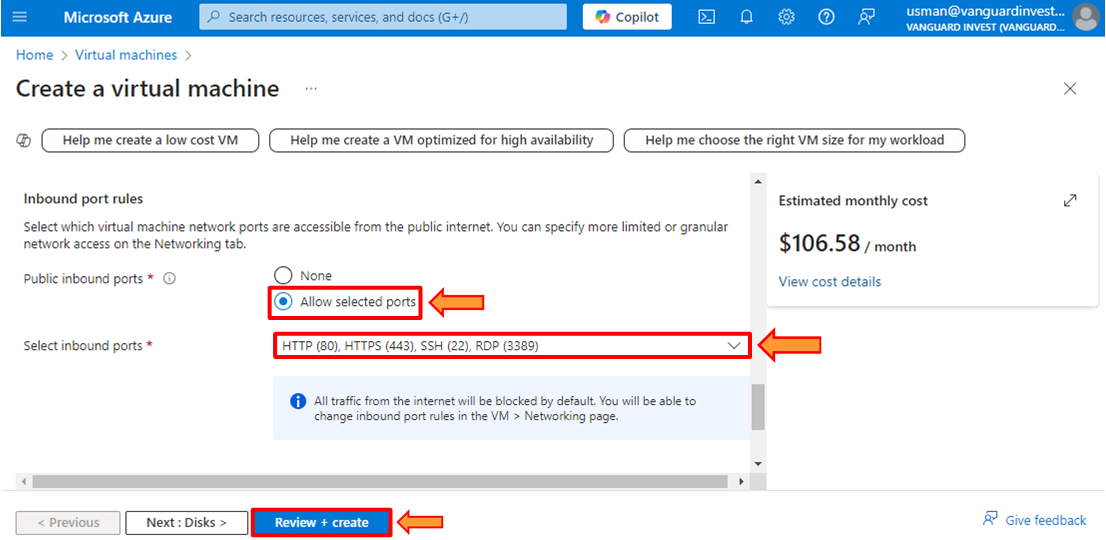 Microsoft Azure
Search resources, services, and docs (G+/)
Copilot
usman@vanguardinvest...
VANGUARD INVEST (VANGUARD...
Home > Virtual machines >
Create a virtual machine ...
Help me create a low cost VM
Help me create a VM optimized for high availability
Help me choose the right VM size for my workload
Inbound port rules
Select which virtual machine network ports are accessible from the public internet. You can specify more limited or granular
network access on the Networking tab.
Public inbound ports *
None
Allow selected ports
Select inbound ports *
HTTP (80), HTTPS (443), SSH (22), RDP (3389)
All traffic from the internet will be blocked by default. You will be able to
change inbound port rules in the VM > Networking page.
Estimated monthly cost
$106.58 / month
View cost details
< Previous
Next : Disks >
Review + create
Give feedback